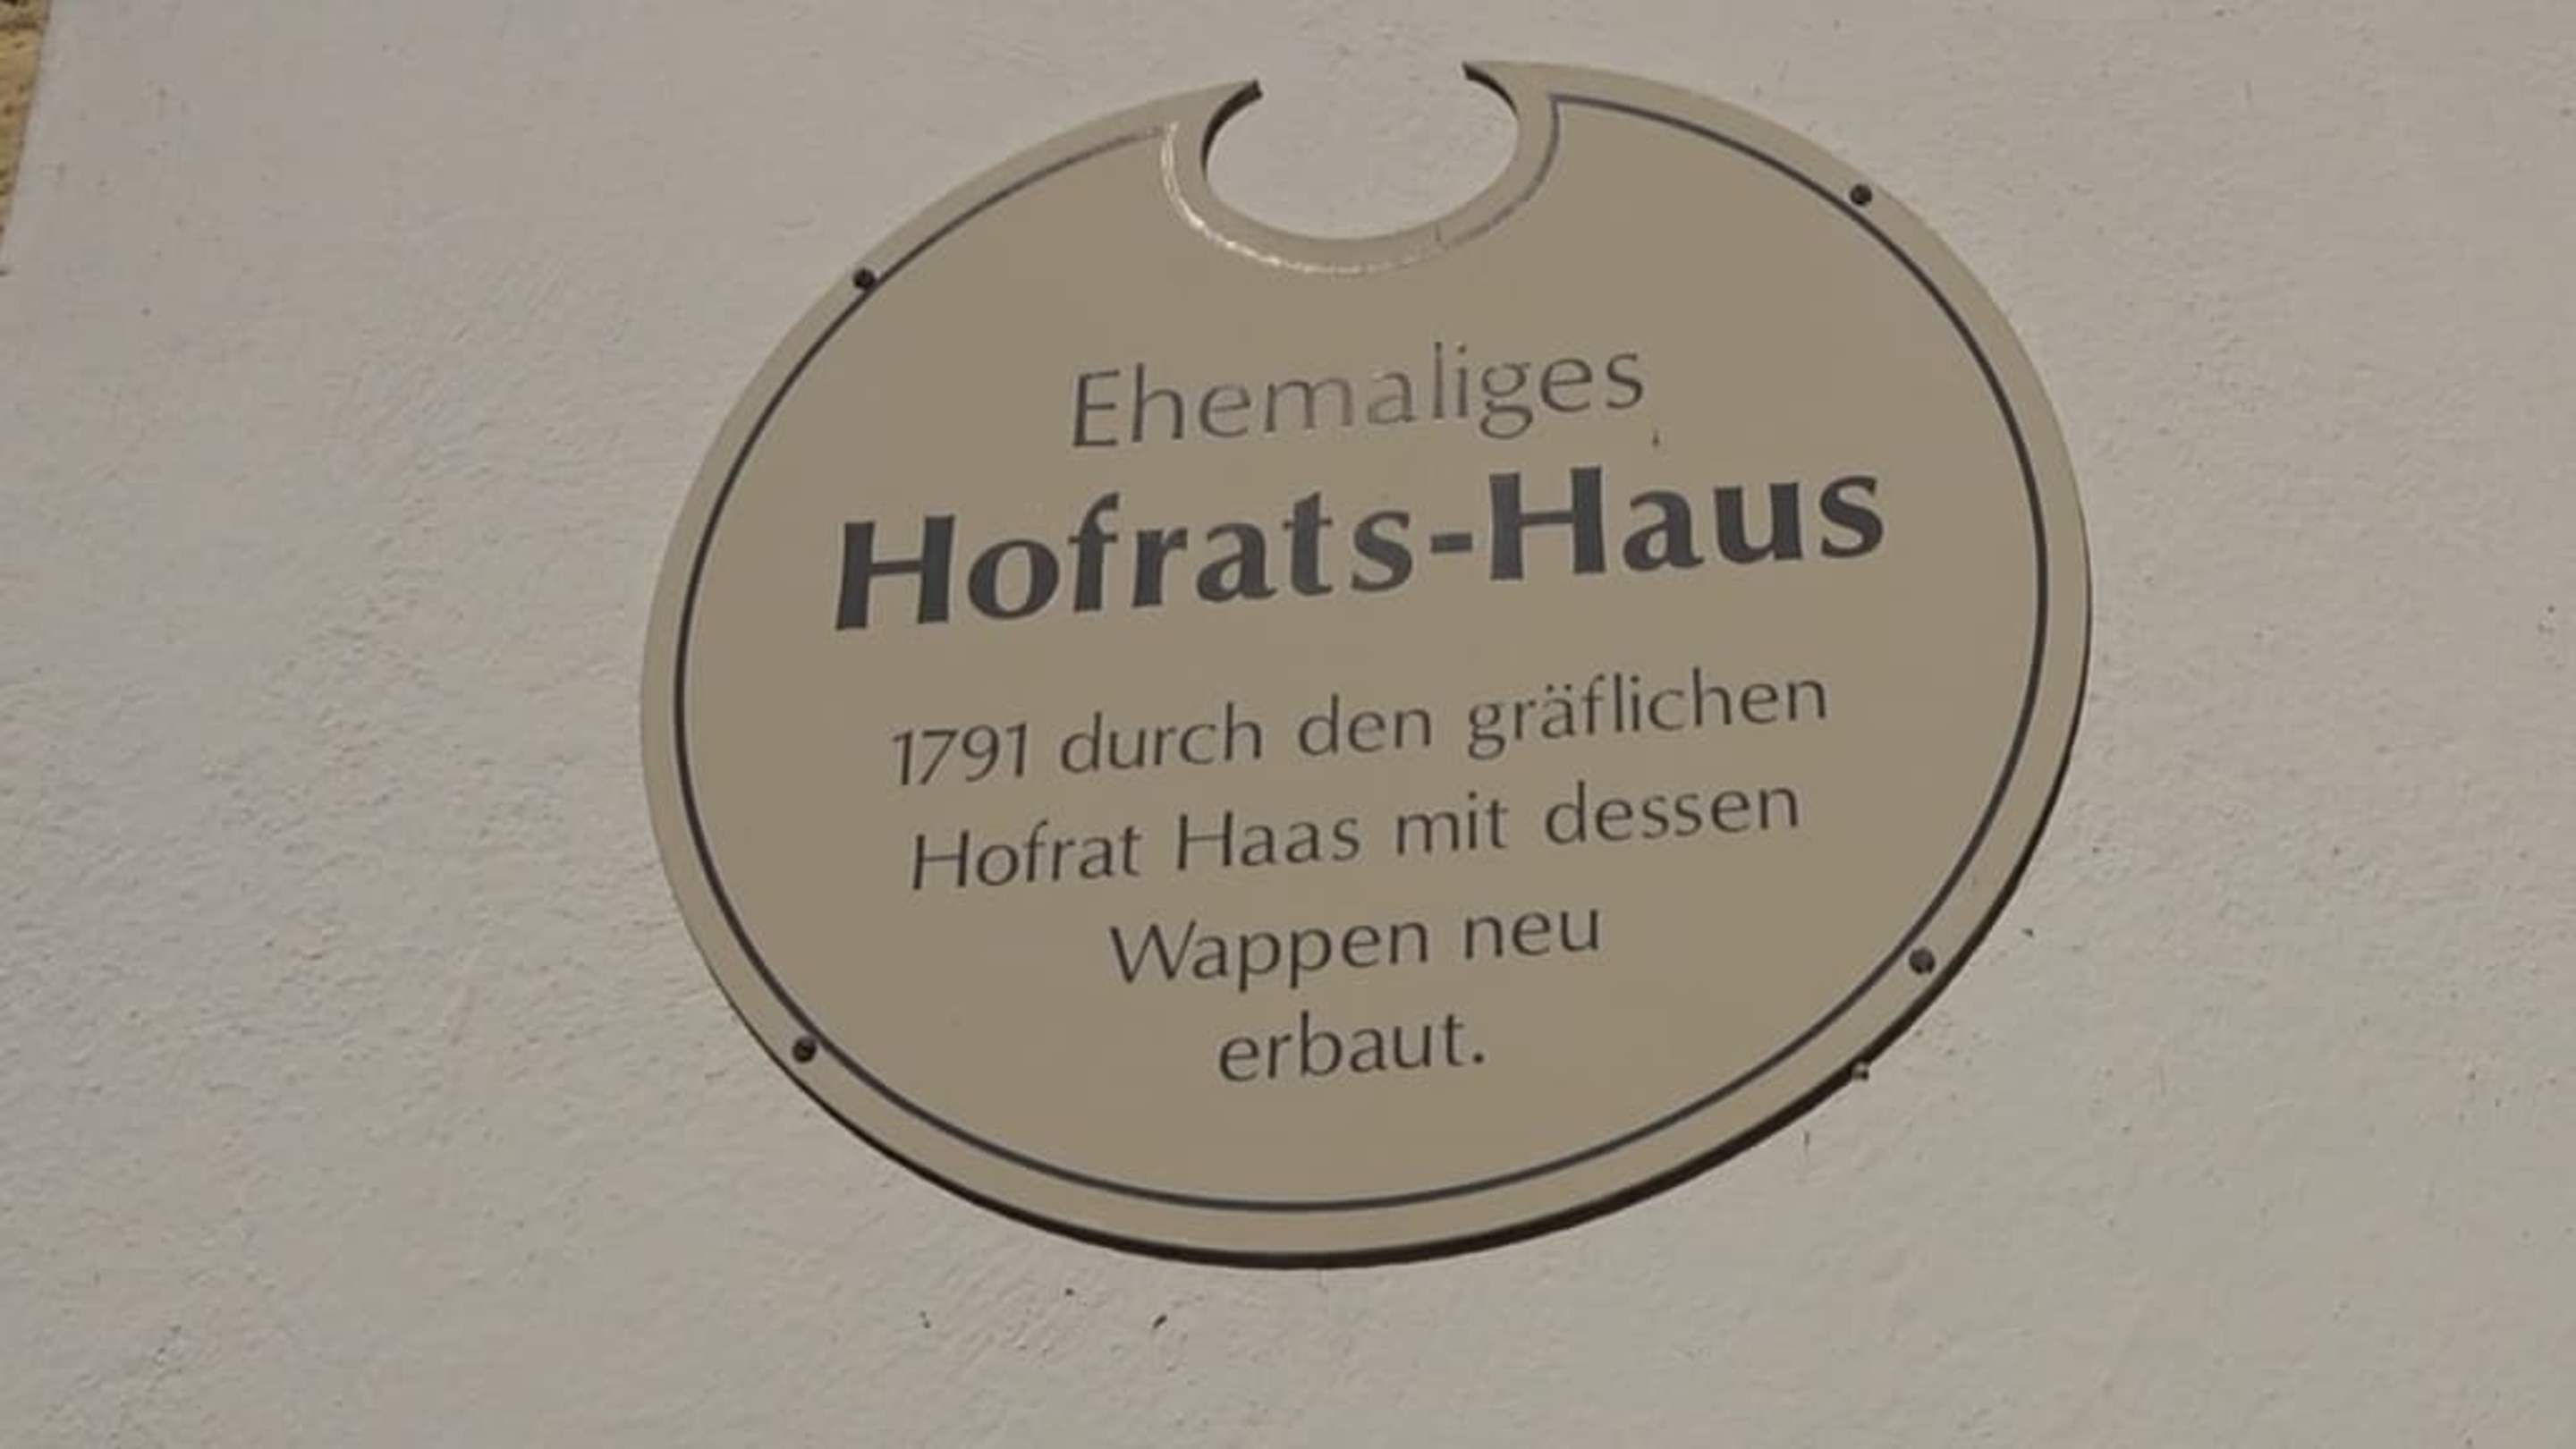 Ehemaliges
Hofrats-Haus
1791 durch den gräflichen
Hofrat Haas mit dessen
Wappen neu
erbaut.